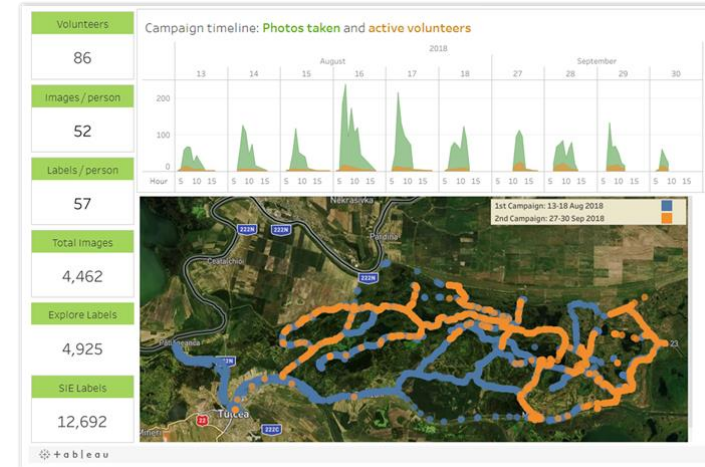 Volunteers
86
Images / person
52
Labels / person
57
Total Images
4,462
Explore Labels
4,925
SIE Labels
12,692
Campaign timeline: Photos taken and active volunteers
2018
August September
13 14 15 16 17 18 27 28 29 30
200
100
0
Hour 5 10 15 5 10 15 5 10 15 5 10 15 5 10 15 5 10 15 5 10 15 5 10 15 5 10 15 5 10 15
1st Campaign: 13-18 Aug 2018
2nd Campaign: 27-30 Sep 2018
Nekrasivka
222N 222N
Pardina
Ceatalchioi
222N
23
Tulcea
22
222C
+ a b l e a u